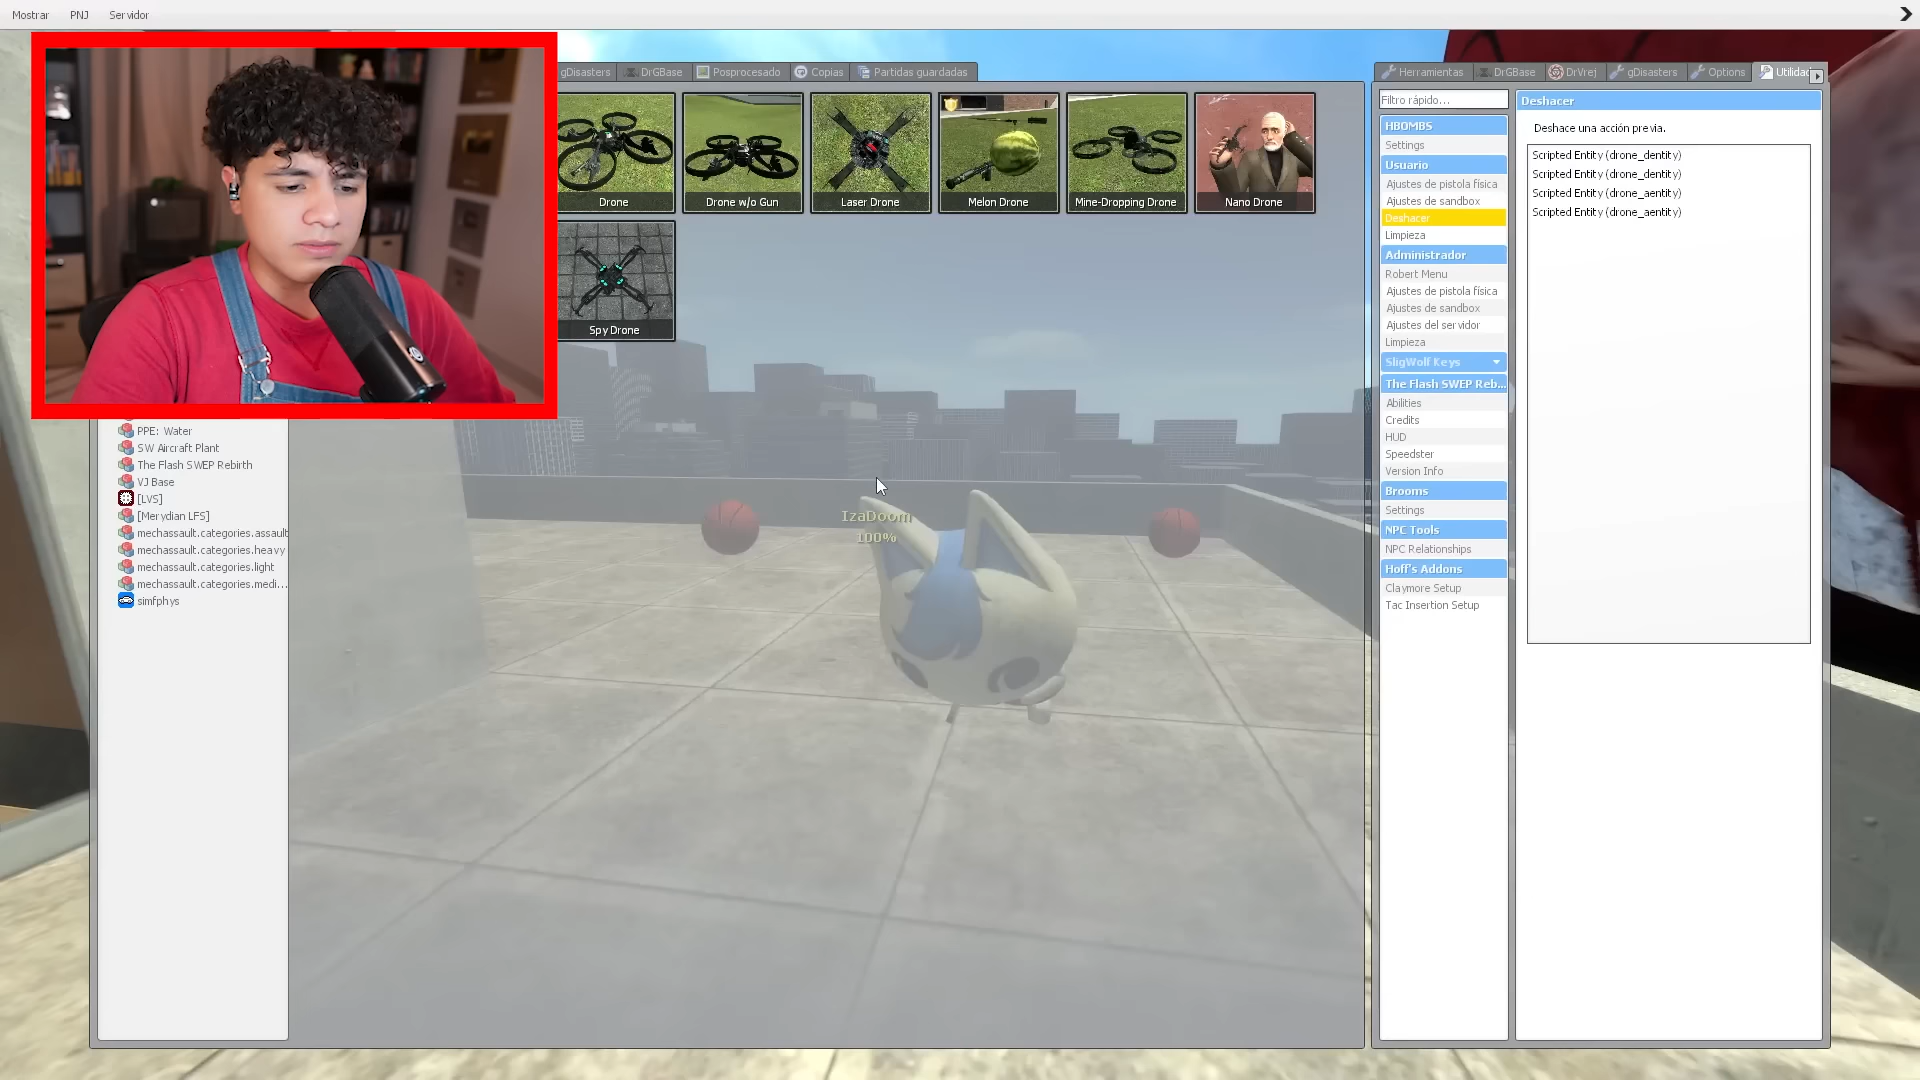 Mostrar PNJ Servidor
gDisasters DrGBase Posprocesado Copias Partidas guardadas
Herramientas DrGBase DrVrej gDisasters Options Utilidad
Drone
Drone w/o Gun
Laser Drone
Melon Drone
Mine-Dropping Drone
Nano Drone
Spy Drone
PPE: Water
SW Aircraft Plant
The Flash SWEP Rebirth
VJ Base
[LVS]
[Merydian LFS]
mechassault.categories.assault
mechassault.categories.heavy
mechassault.categories.light
mechassault.categories.medi...
simfphys
IzaDoom
100%
Filtro rápido...
HBOMBS
Settings
Usuario
Ajustes de pistola física
Ajustes de sandbox
Deshacer
Limpieza
Administrador
Robert Menu
Ajustes de pistola física
Ajustes de sandbox
Ajustes del servidor
Limpieza
SligWolf Keys
The Flash SWEP Reb...
Abilities
Credits
HUD
Speedster
Version Info
Brooms
Settings
NPC Tools
NPC Relationships
Hoff's Addons
Claymore Setup
Tac Insertion Setup
Deshacer
Deshace una acción previa.
Scripted Entity (drone_dentity)
Scripted Entity (drone_dentity)
Scripted Entity (drone_aentity)
Scripted Entity (drone_aentity)